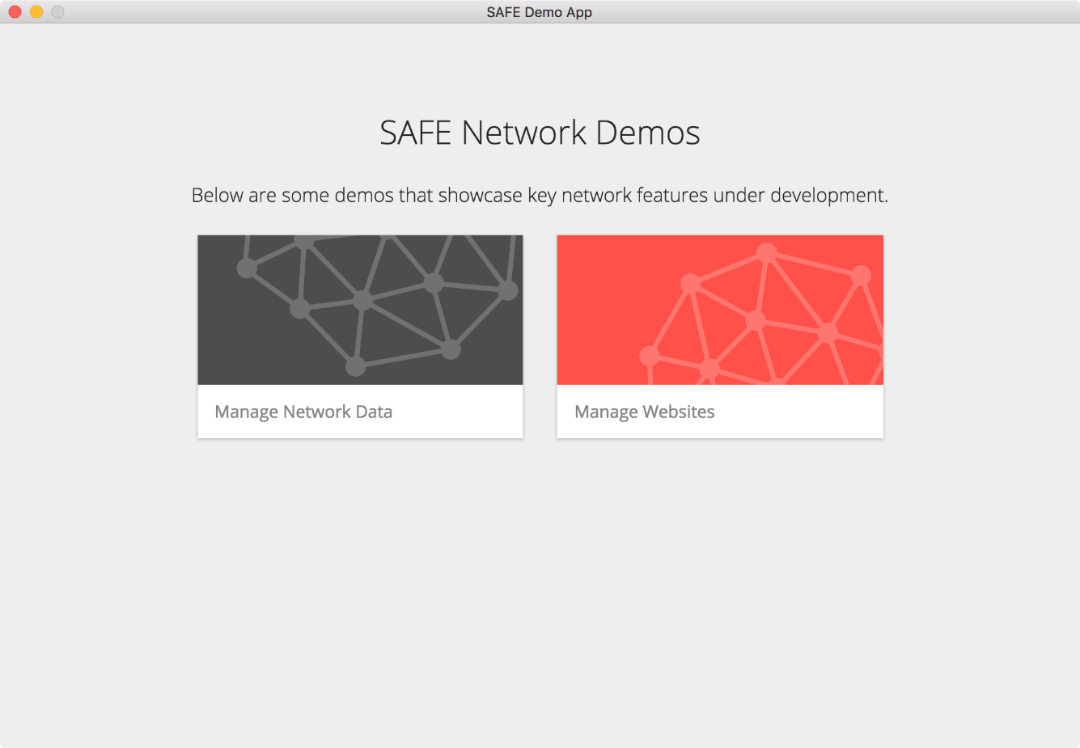 SAFE Demo App
SAFE Network Demos
Below are some demos that showcase key network features under development.
Manage Network Data
Manage Websites